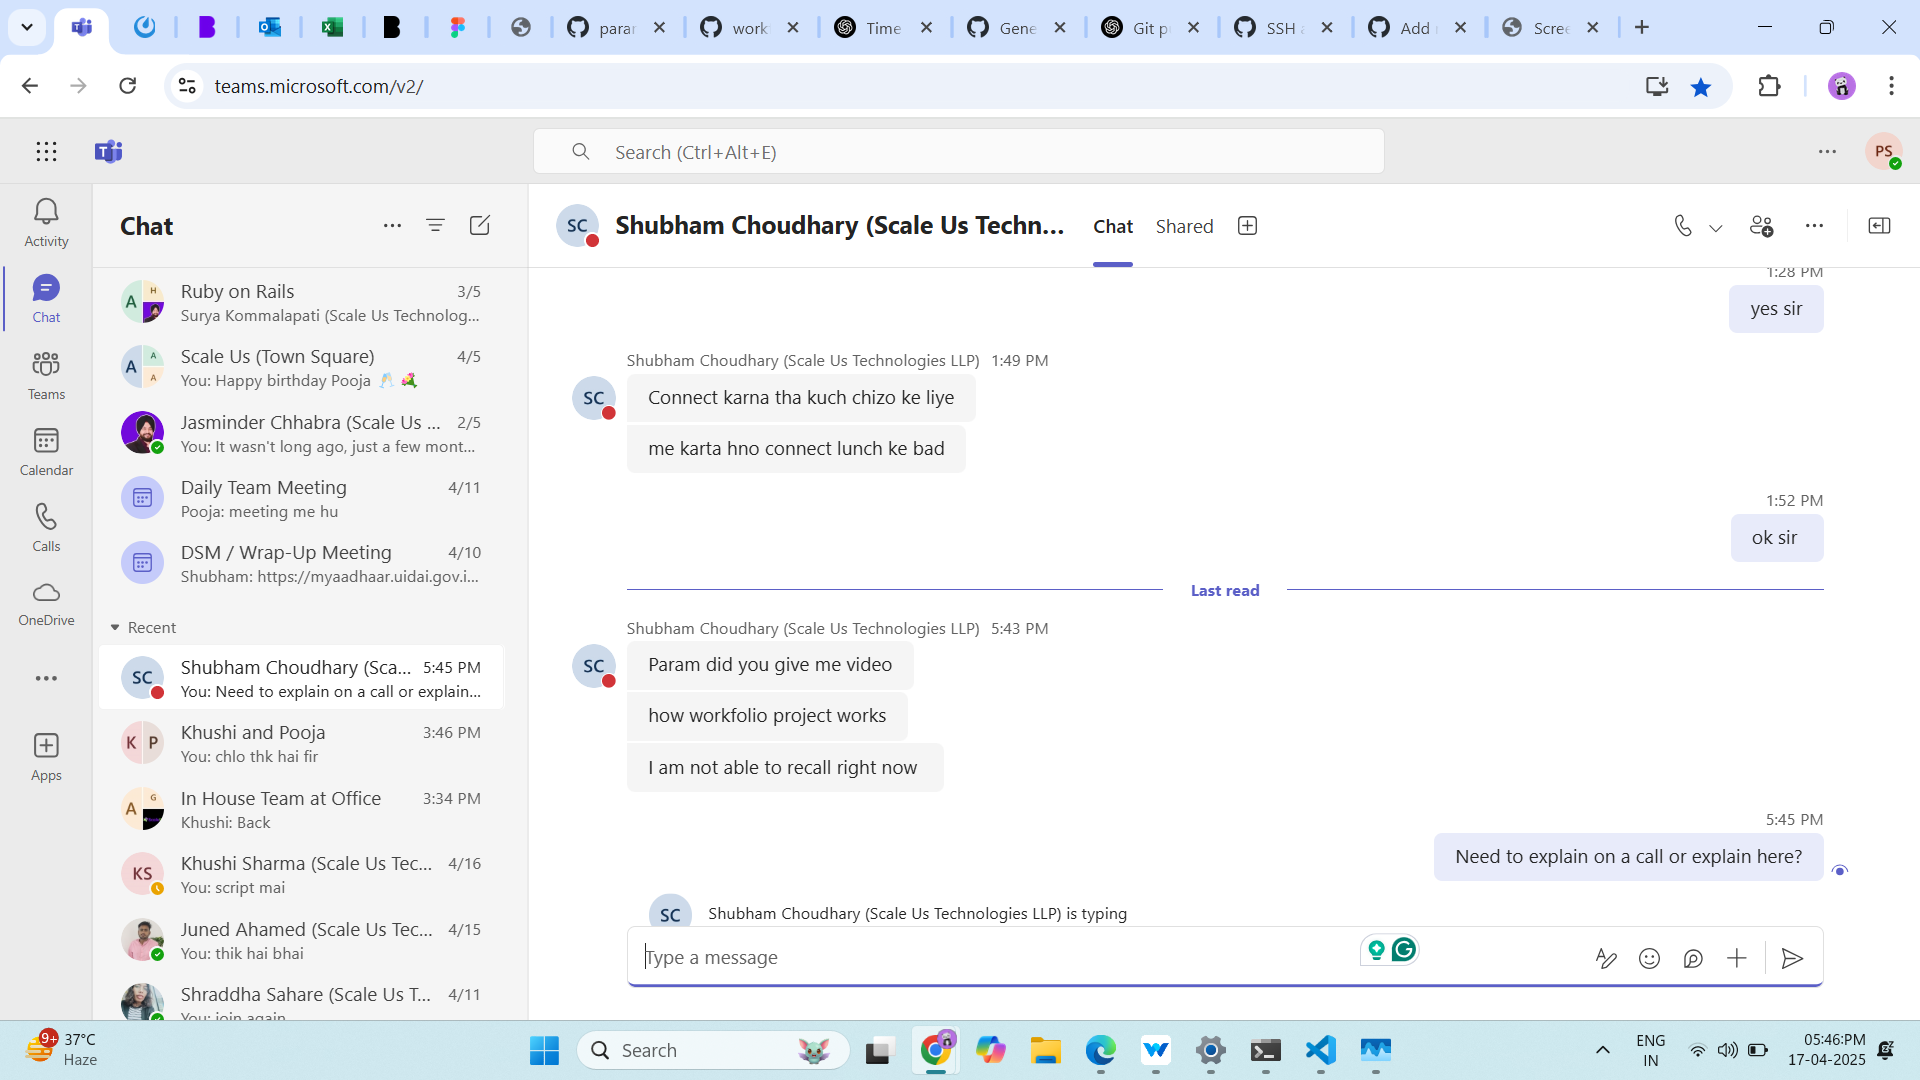 parar
work
Time
Gene
Git p
SSH a
Add
Scree
teams.microsoft.com/v2/
Search (Ctrl+Alt+E)
PS
Activity
Chat
Teams
Calendar
Calls
OneDrive
Apps
Chat
Ruby on Rails 3/5
Surya Kommalapati (Scale Us Technolog...
Scale Us (Town Square) 4/5
You: Happy birthday Pooja 🥂 💐
Jasminder Chhabra (Scale Us ... 2/5
You: It wasn't long ago, just a few mont...
Daily Team Meeting 4/11
Pooja: meeting me hu
DSM / Wrap-Up Meeting 4/10
Shubham: https://myaadhaar.uidai.gov.i...
Recent
SC Shubham Choudhary (Sca... 5:45 PM
You: Need to explain on a call or explain...
K P Khushi and Pooja 3:46 PM
You: chlo thk hai fir
In House Team at Office 3:34 PM
Khushi: Back
KS Khushi Sharma (Scale Us Tec... 4/16
You: script mai
Juned Ahamed (Scale Us Tec... 4/15
You: thik hai bhai
Shraddha Sahare (Scale Us T... 4/11
You: join again
SC Shubham Choudhary (Scale Us Techn... Chat Shared
1:28 PM
yes sir
Shubham Choudhary (Scale Us Technologies LLP) 1:49 PM
SC
Connect karna tha kuch chizo ke liye
me karta hno connect lunch ke bad
1:52 PM
ok sir
Last read
Shubham Choudhary (Scale Us Technologies LLP) 5:43 PM
SC
Param did you give me video
how workfolio project works
I am not able to recall right now
5:45 PM
Need to explain on a call or explain here?
SC Shubham Choudhary (Scale Us Technologies LLP) is typing
Type a message
9+
37°C
Haze
Search
ENG
IN
05:46:PM
17-04-2025